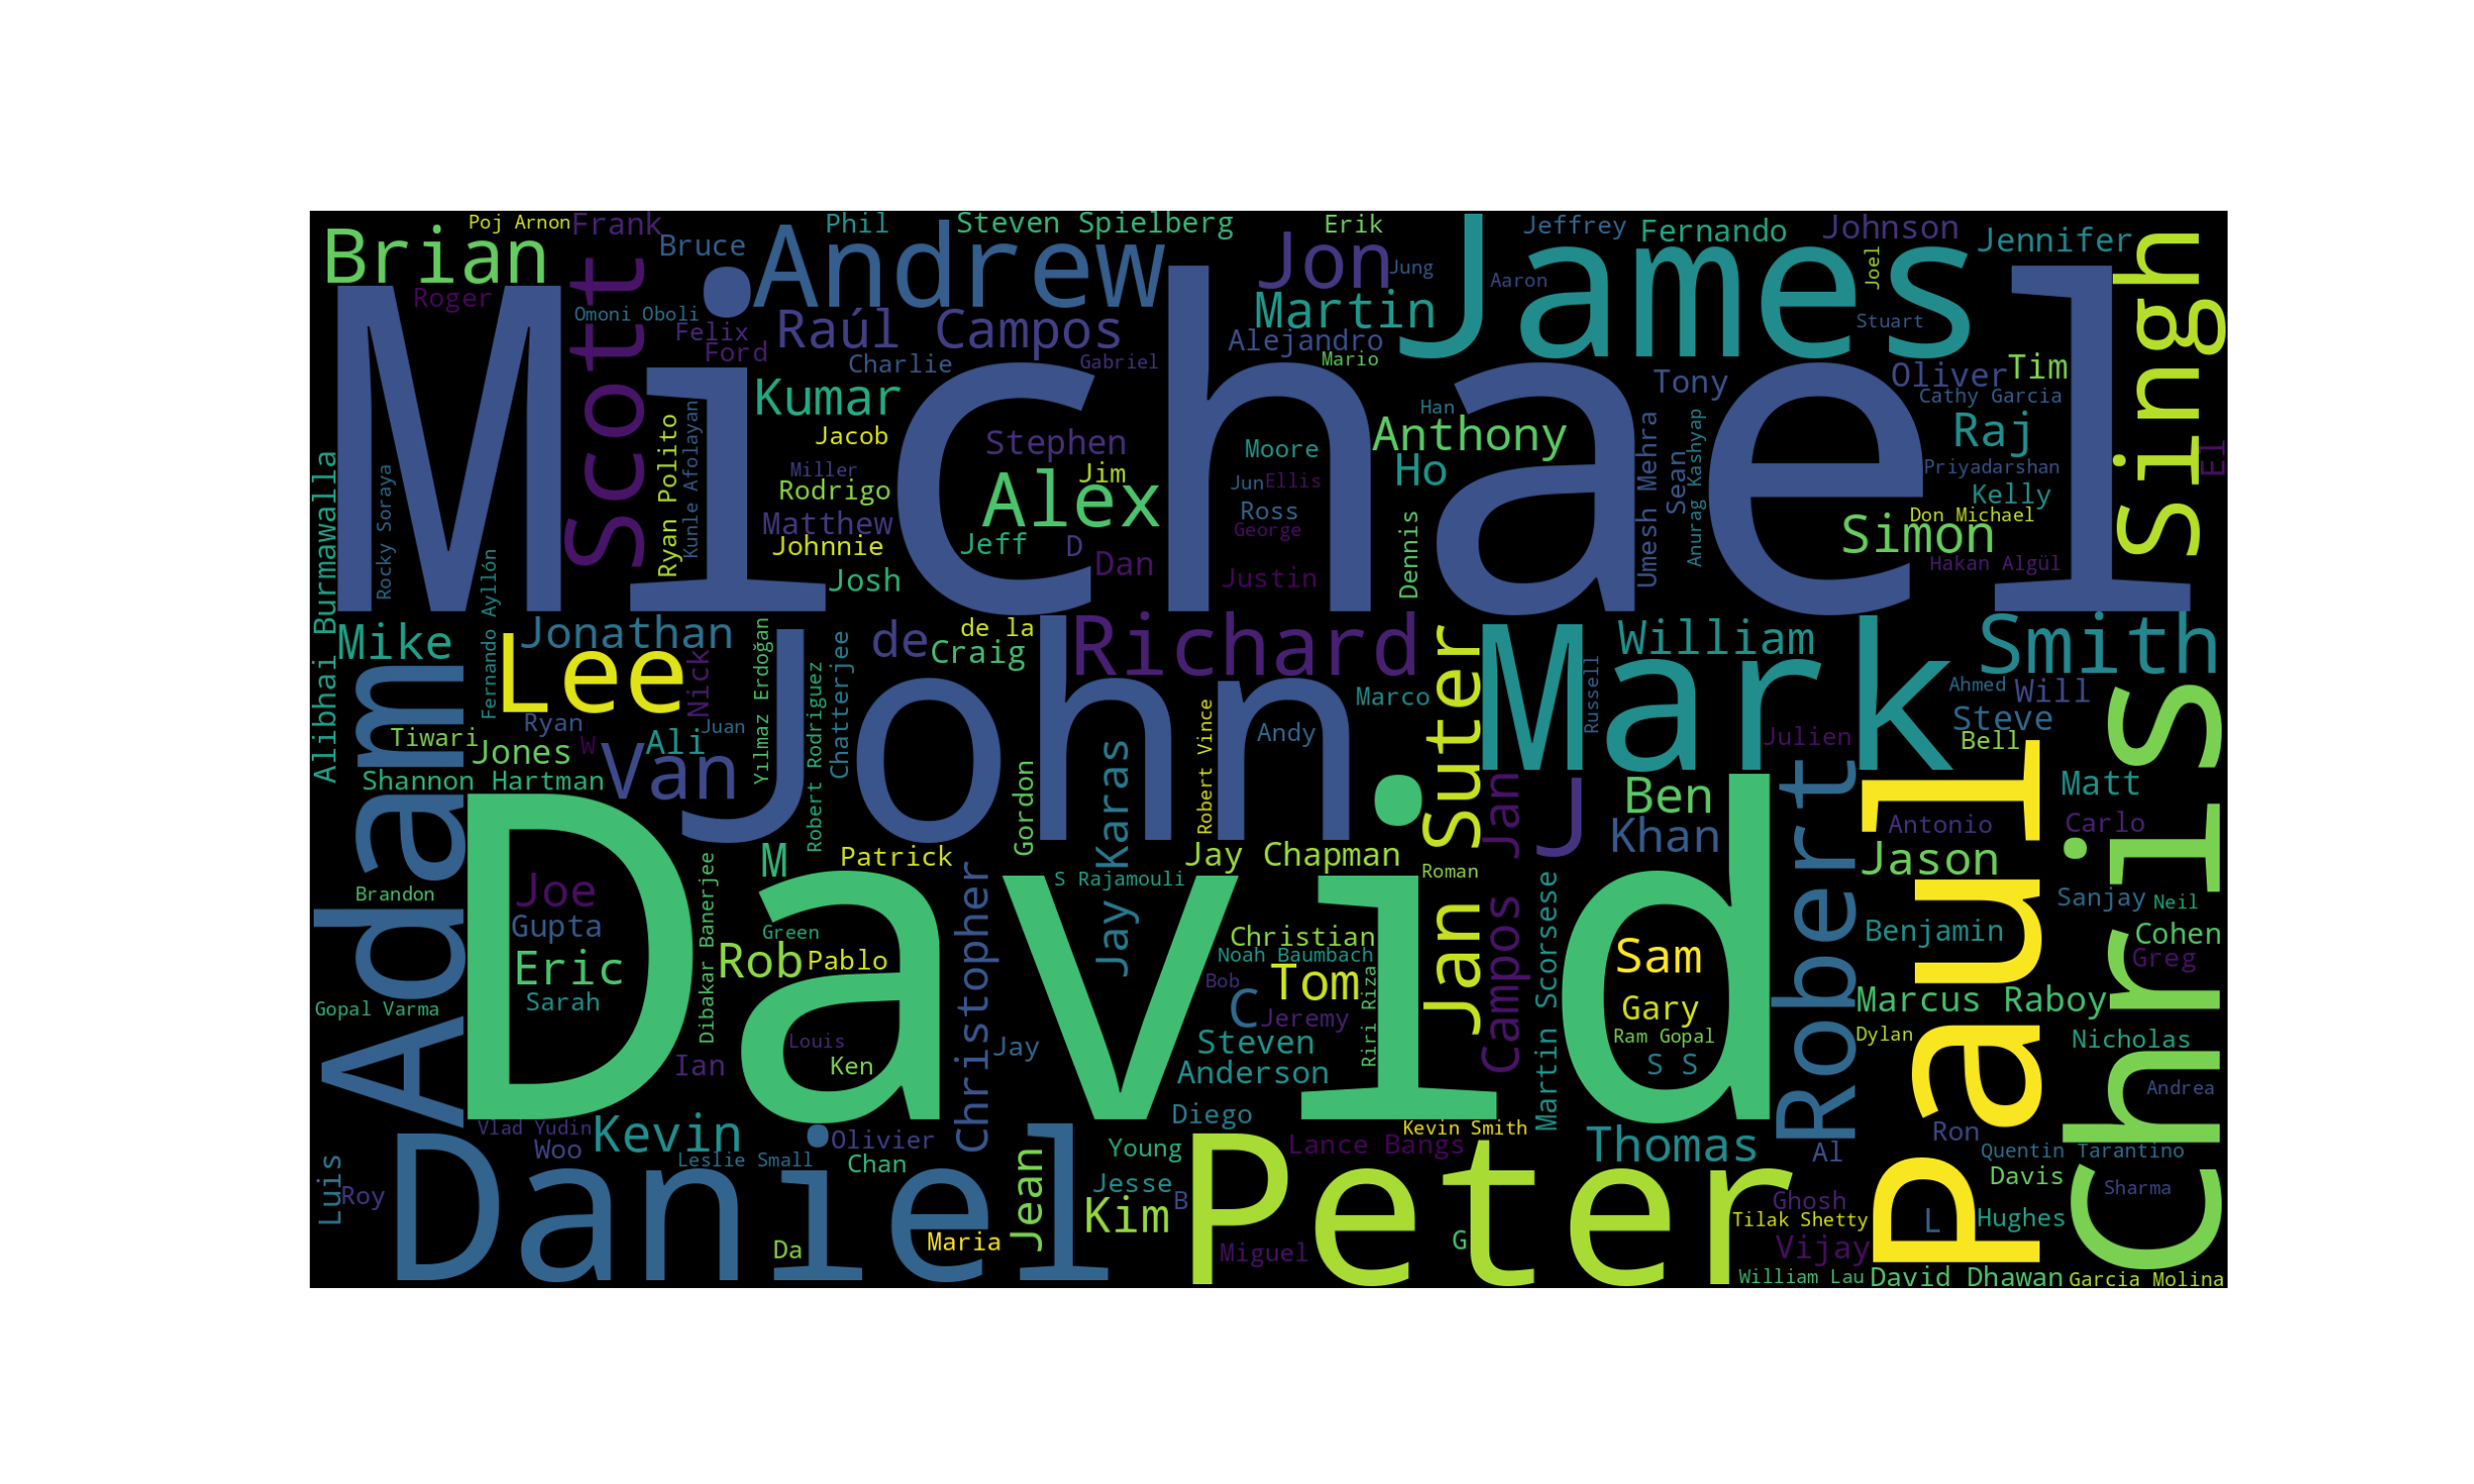 Poj Arnon
Frank
Phil
Steven Spielberg
Erik
Jeffrey
Fernando
Johnson
Jennifer
Brian
Bruce
Andrew
Jon
Jung
James
Joel
Singh
Aaron
Roger
Scott
Omoni Oboli
Felix
Ford
Raúl Campos
Martin
Alejandro
Mario
Stuart
Charlie
Gabriel
Michael
Tony
Oliver
Tim
Cathy Garcia
Kumar
Han
Jacob
Stephen
Anthony
Raj
El
Ryan Polito
Kunle Afolayan
Miller
Jim
Moore
Ho
Umesh Mehra
Sean
Anurag Kashyap
Priyadarshan
Alibhai Burmawalla
Rocky Soraya
Rodrigo
Alex
Jun
Ellis
Kelly
Matthew
Ross
George
Don Michael
Simon
Johnnie
Jeff
D
Dan
Dennis
Hakan Algül
Fernando Ayllón
Josh
Justin
Mike
Jonathan
de
de la
Craig
Richard
William
Smith
Lee
Nick
Yılmaz Erdoğan
Robert Rodriguez
Chatterjee
John
Marco
Jan Suter
Mark
Russell
Ahmed
Will
Ryan
Juan
Robert Vince
Andy
Steve
Tiwari
Jones
W
Ali
Julien
Bell
Shannon Hartman
Van
Gordon
Jay Karas
Campos Jan
J
Ben
Matt
Adam
Khan
Robert
Paul
Antonio
Carlo
Chris
M
Patrick
Jay Chapman
Jason
Brandon
Joe
David
S Rajamouli
Roman
Martin Scorsese
Sanjay
Neil
Gupta
Dibakar Banerjee
Green
Christopher
Christian
Benjamin
Cohen
Eric
Rob
Pablo
Noah Baumbach
Sam
Greg
Sarah
Bob
Tom
Riri Riza
Gopal Varma
C
Jeremy
Gary
Marcus Raboy
Louis
Jay
Steven
Ram Gopal
Dylan
Nicholas
Ian
Ken
Anderson
S S
Andrea
Vlad Yudin
Kevin
Olivier
Diego
Kevin Smith
Ron
Woo
Leslie Small
Chan
Young
Lance Bangs
Thomas
Al
Quentin Tarantino
Luis
Roy
Daniel
Jean
Jesse
B
Peter
Ghosh
Davis
Sharma
Kim
Tilak Shetty
L
Hughes
Da
Maria
Miguel
G
Vijay
William Lau
David Dhawan
Garcia Molina